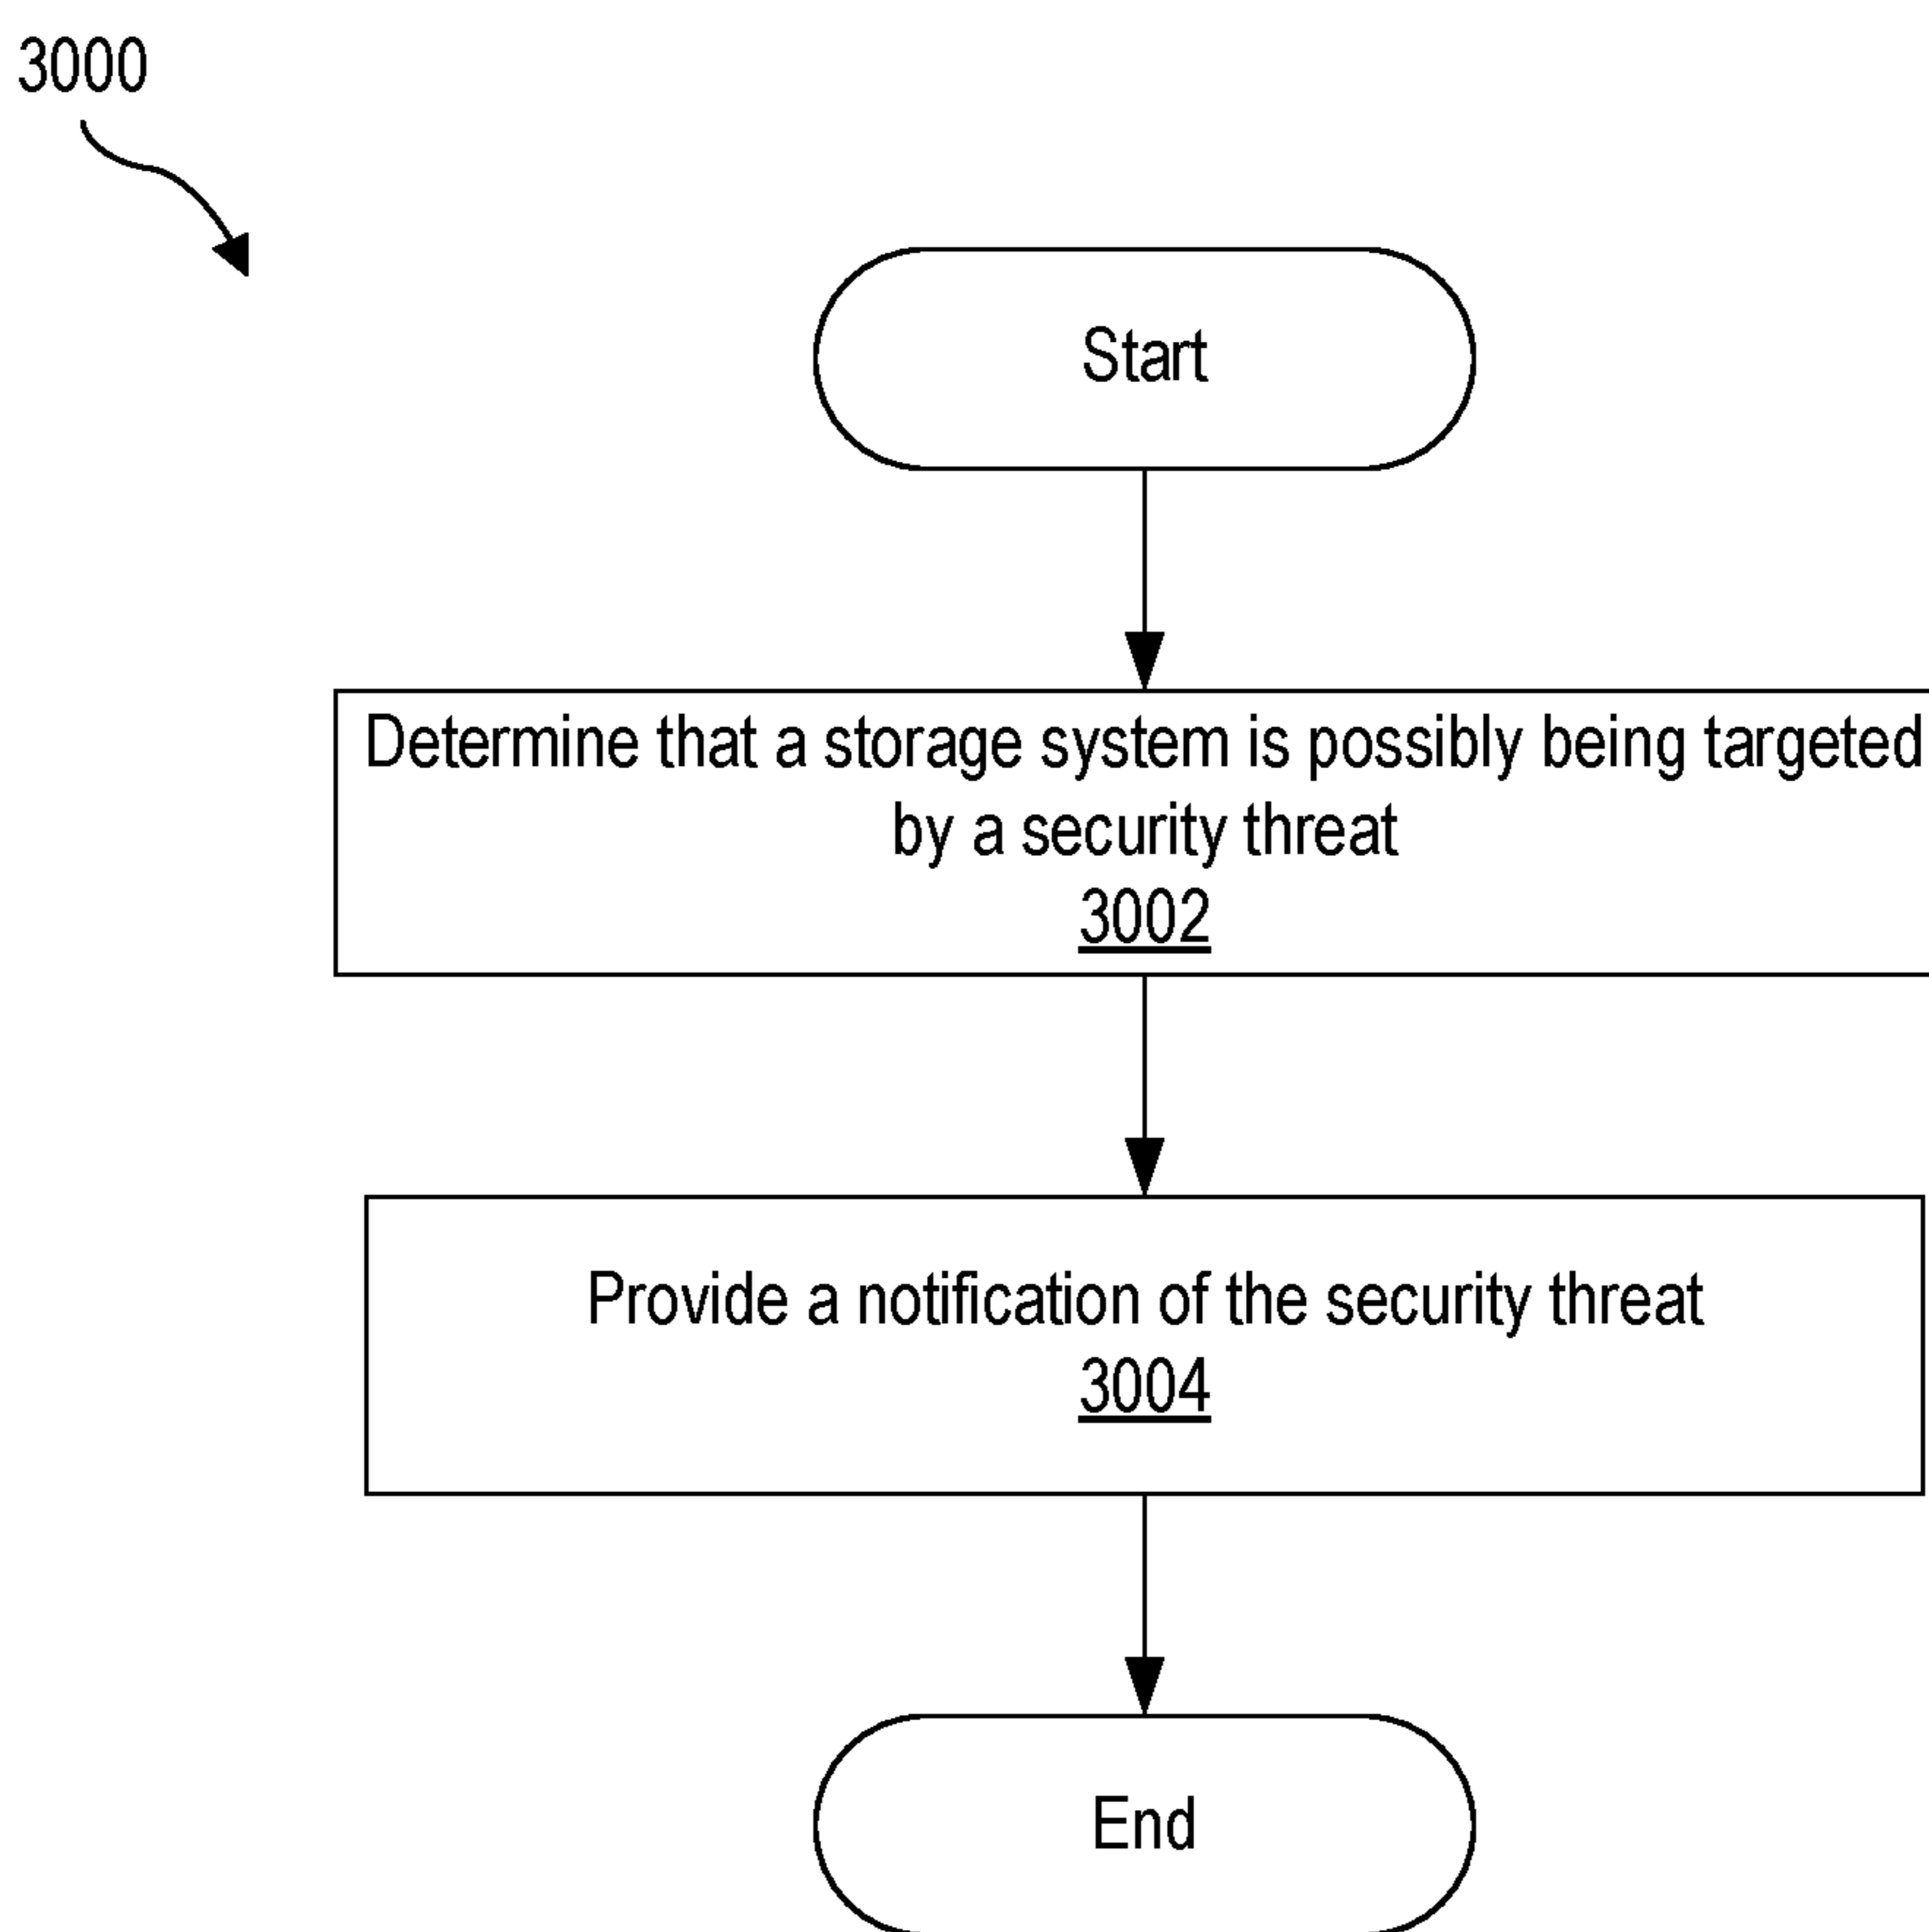 3000
Start
Determine that a storage system is possibly being targeted
by a security threat
3002
Provide a notification of the security threat
3004
End